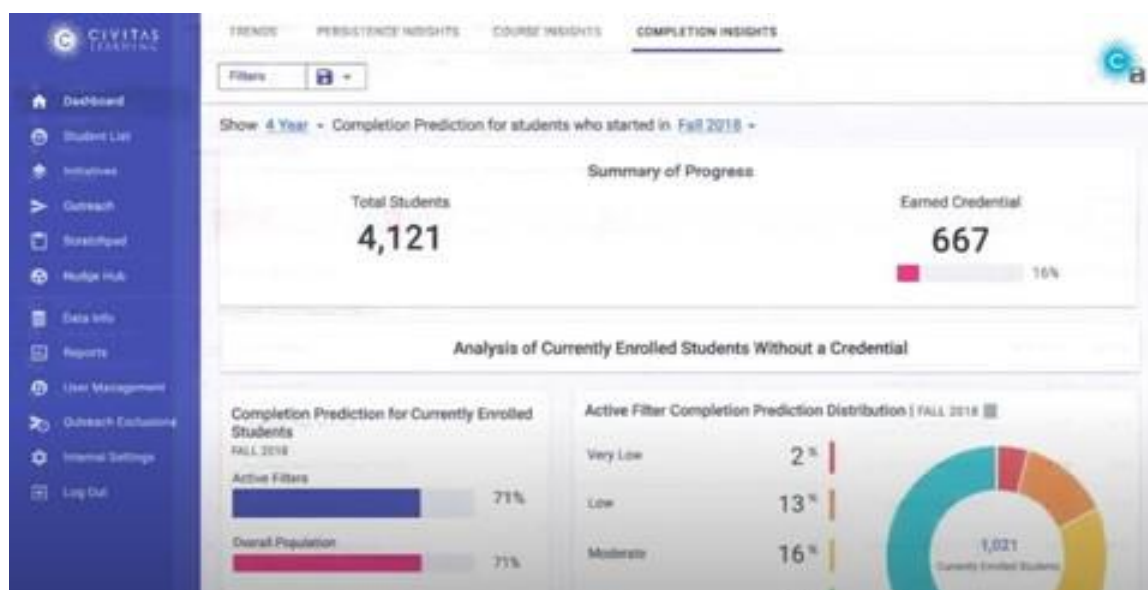 CIVITAS
LEARNING
Dashboard
Student List
Initiatives
Outreach
Scratchpad
Nudge Hub
Data Info
Reports
User Management
Outreach Exclusions
Internal Settings
Log Out
TRENDS PERSISTENCE INSIGHTS COURSE INSIGHTS COMPLETION INSIGHTS
Filters
Show 4 Year Completion Prediction for students who started in Fall 2018
Summary of Progress
Total Students
4,121
Earned Credential
667
16%
Analysis of Currently Enrolled Students Without a Credential
Completion Prediction for Currently Enrolled
Students
FALL 2018
Active Filters
71%
Overall Population
71%
Active Filter Completion Prediction Distribution | FALL 2018
Very Low 2%
Low 13%
Moderate 16%
1,021
Currently Enrolled Students